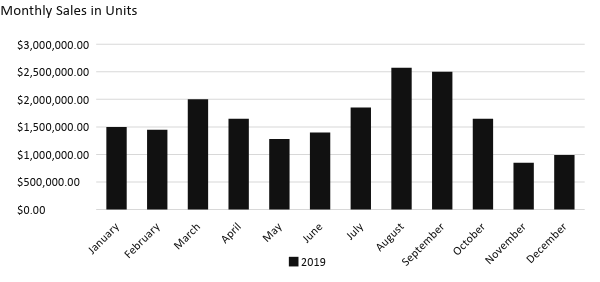 Monthly Sales in Units
$3,000,000.00
$2,500,000.00
$2,000,000.00
$1,500,000.00
$1,000,000.00
$500,000.00
$0.00
January
February
March
April
May
June
July
August
September
October
November
December
2019